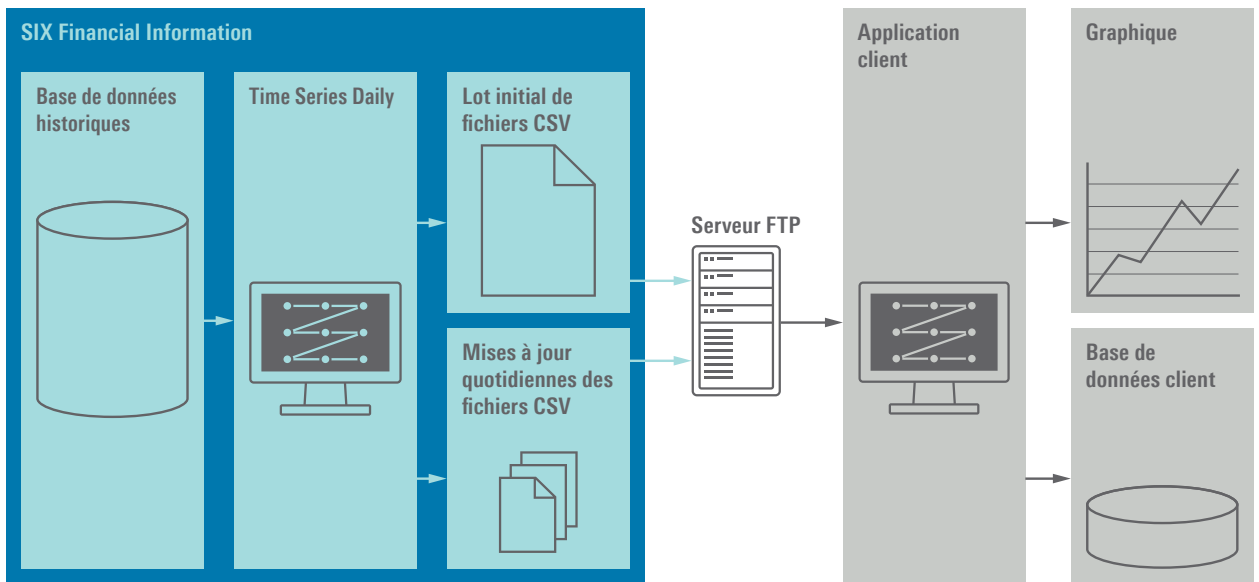 SIX Financial Information
Base de données
historiques
Time Series Daily
Lot initial de
fichiers CSV
Mises à jour
quotidiennes des
fichiers CSV
Serveur FTP
Application
client
Graphique
Base de
données client